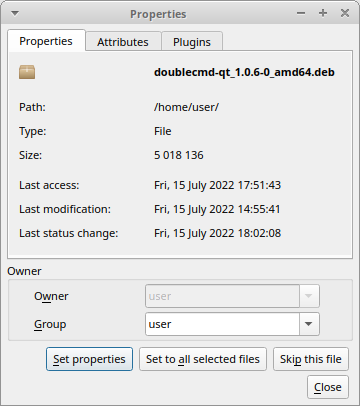 Properties
Properties Attributes Plugins
doublecmd-qt_1.0.6-0_amd64.deb
Path: /home/user/
Type: File
Size: 5 018 136
Last access: Fri, 15 July 2022 17:51:43
Last modification: Fri, 15 July 2022 14:55:41
Last status change: Fri, 15 July 2022 18:02:08
Owner
Owner user
Group user
Set properties Set to all selected files Skip this file
Close